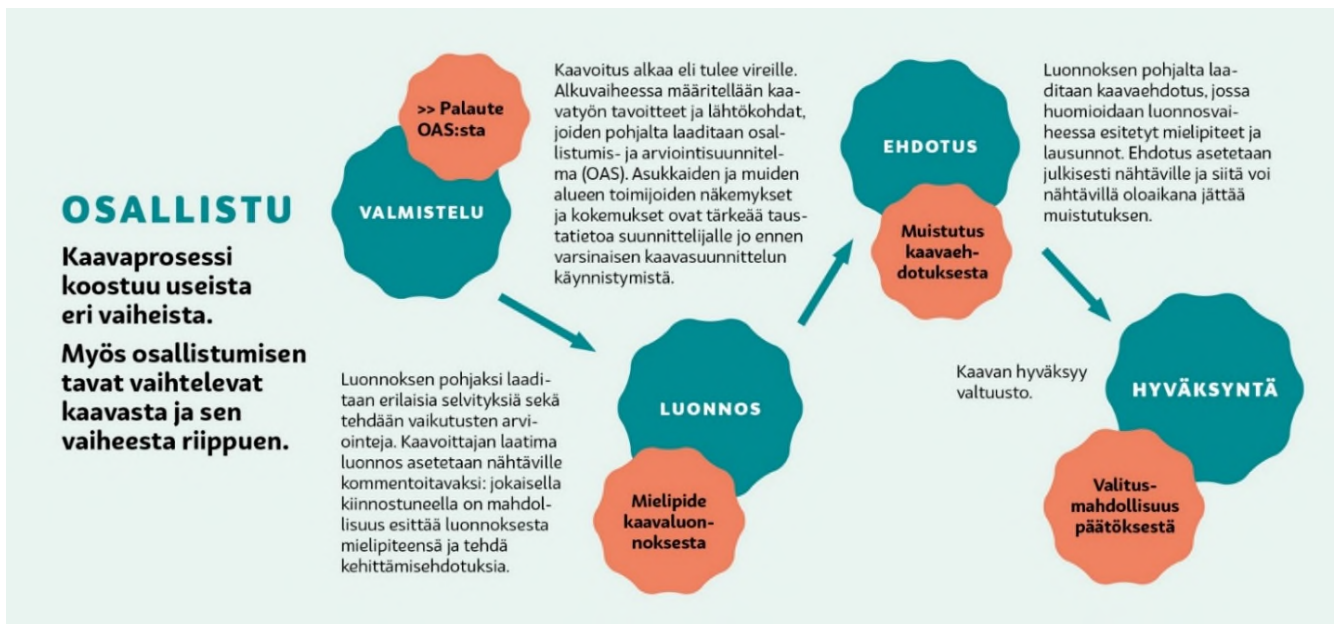 OSALLISTU
Kaavaprosessi
koostuu useista
eri vaiheista.
Myös osallistumisen
tavat vaihtelevat
kaavasta ja sen
vaiheesta riippuen.
>> Palaute
OAS:sta
VALMISTELU
Kaavoitus alkaa eli tulee vireille.
Alkuvaiheessa määritellään kaa-
vatyön tavoitteet ja lähtökohdat,
joiden pohjalta laaditaan osal-
listumis- ja arviointisuunnitel-
ma (OAS). Asukkaiden ja muiden
alueen toimijoiden näkemykset
ja kokemukset ovat tärkeää taus-
tatietoa suunnittelijalle jo ennen
varsinaisen kaavasuunnittelun
käynnistymistä.
Luonnoksen pohjaksi laadi-
taan erilaisia selvityksiä sekä
tehdään vaikutusten arvi-
ointeja. Kaavoittajan laatima
luonnos asetetaan nähtäville
kommentoitavaksi: jokaisella
kiinnostuneella on mahdol-
lisuus esittää luonnoksesta
mielipiteensä ja tehdä
kehittämisehdotuksia.
LUONNOS
Mielipide
kaavaluon-
noksesta
EHDOTUS
Muistutus
kaavaeh-
dotuksesta
Luonnoksen pohjalta laa-
ditaan kaavaehdotus, jossa
huomioidaan luonnosvai-
heessa esitetyt mielipiteet ja
lausunnot. Ehdotus asetetaan
julkisesti nähtäville ja siitä voi
nähtävillä oloaikana jättää
muistutuksen.
Kaavan hyväksyy
valtuusto.
HYVÄKSYNTÄ
Valitus-
mahdollisuus
päätöksestä